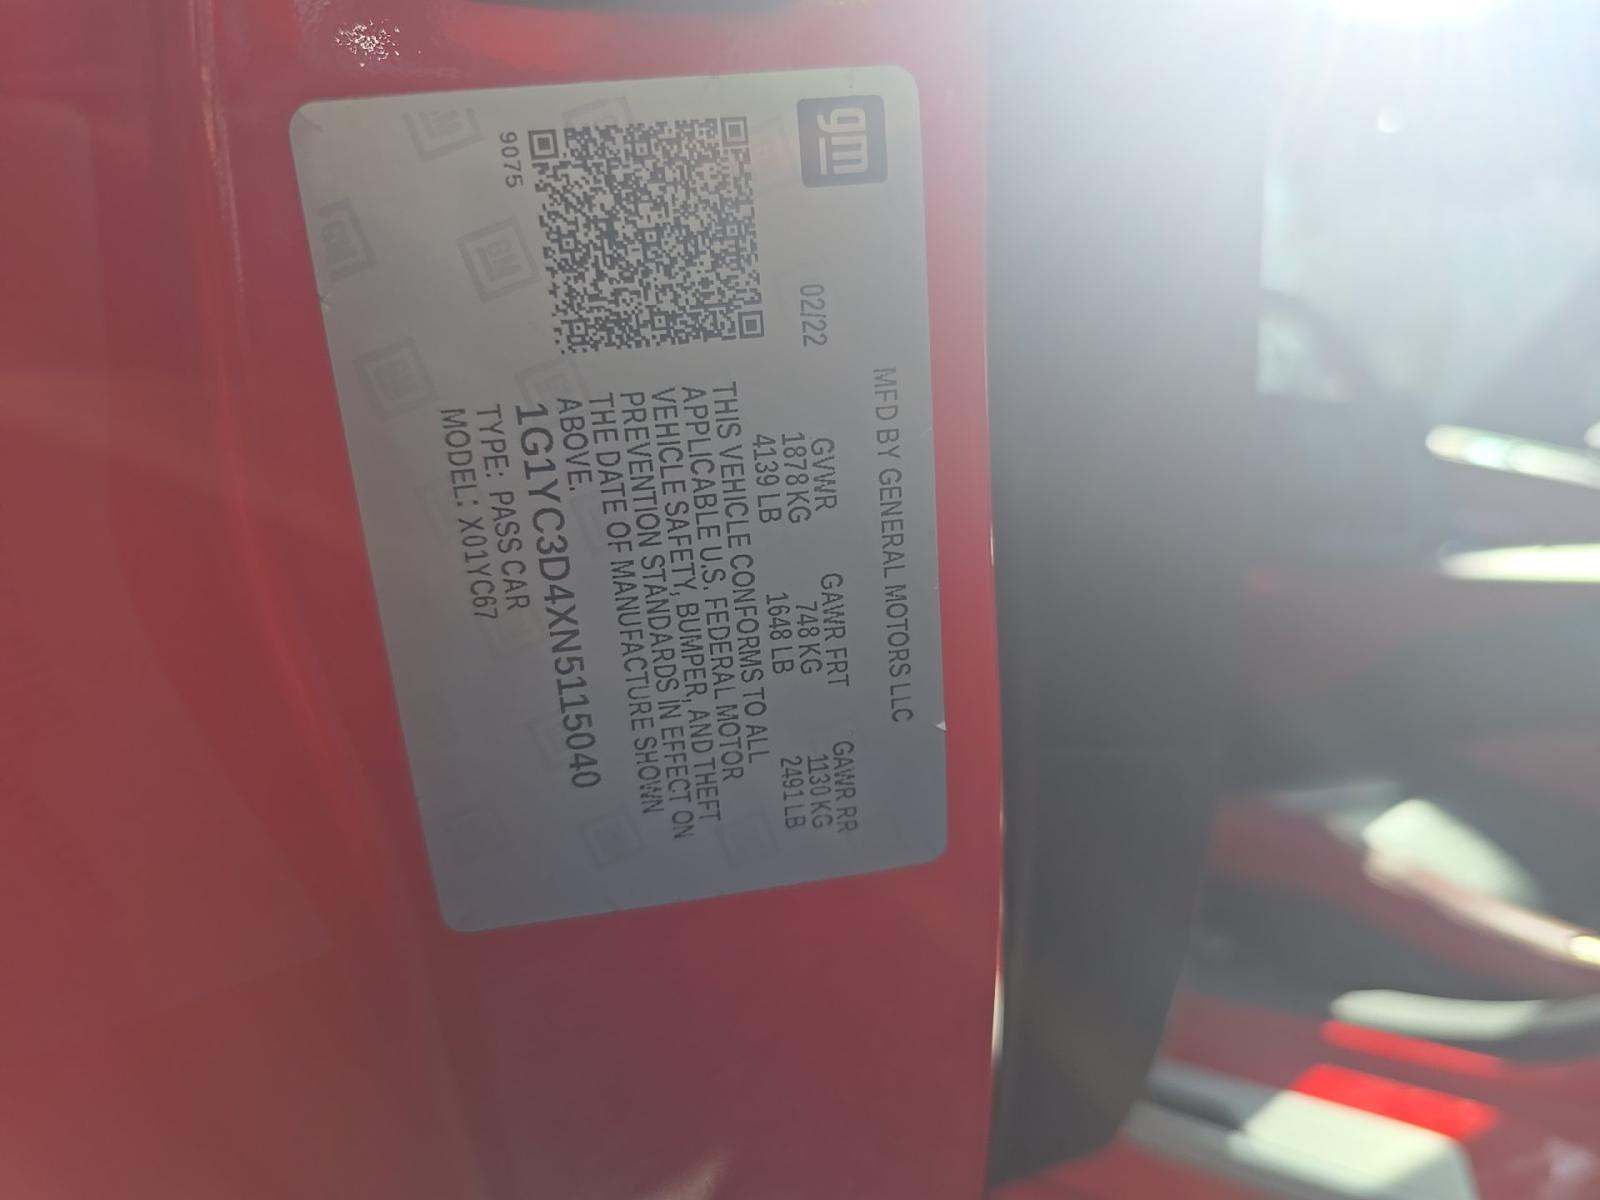 gm
MFD BY GENERAL MOTORS LLC
02/22
GVWR GAWR FRT GAWR RR
1878 KG 748 KG 1130 KG
4139 LB 1648 LB 2491 LB
THIS VEHICLE CONFORMS TO ALL
APPLICABLE U.S. FEDERAL MOTOR
VEHICLE SAFETY, BUMPER, AND THEFT
PREVENTION STANDARDS IN EFFECT ON
THE DATE OF MANUFACTURE SHOWN
ABOVE.
1G1YC3D4XN5115040
TYPE: PASS CAR
MODEL: X01YC67
9075